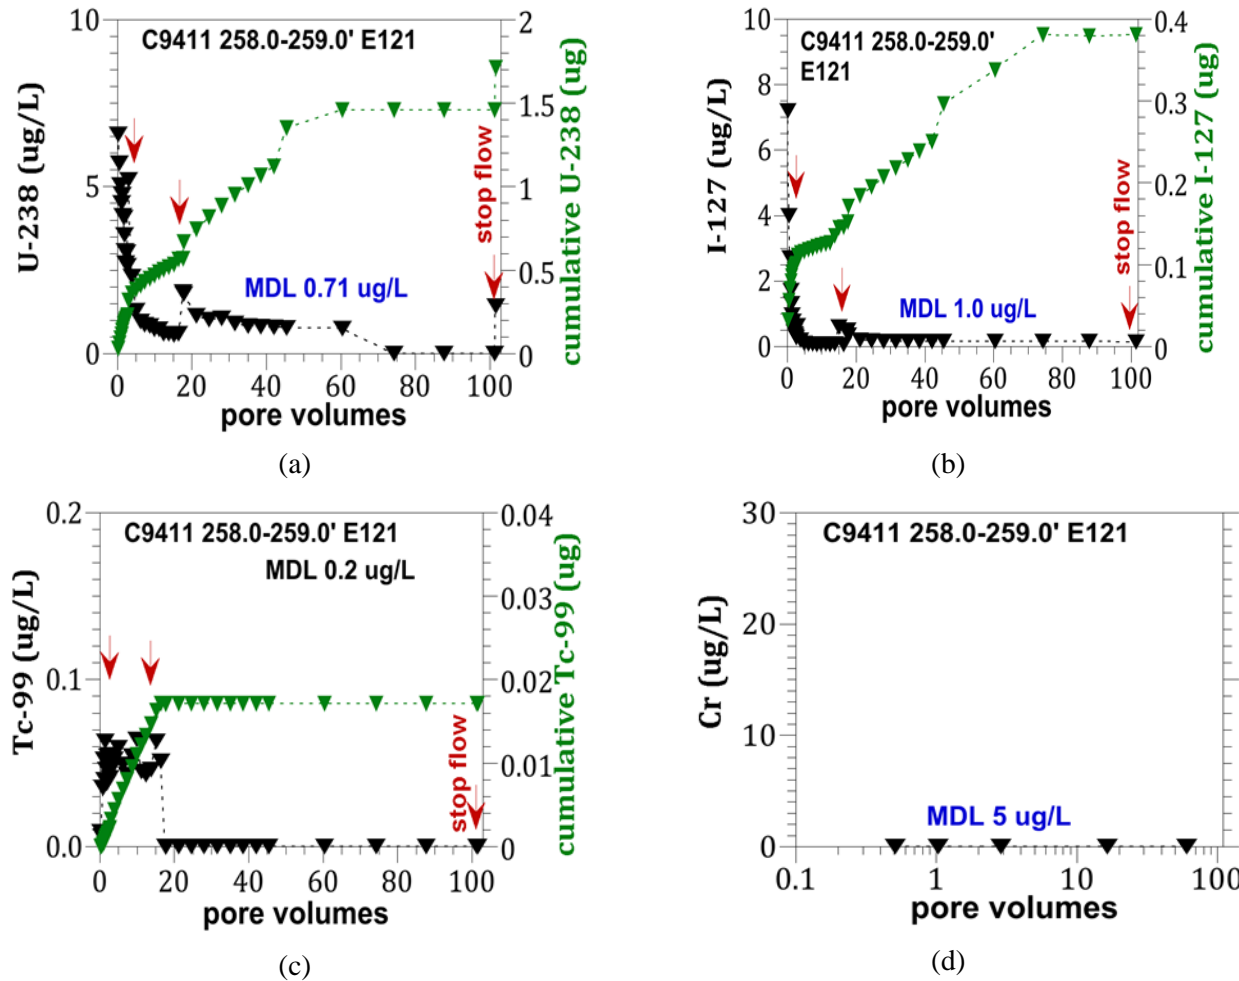 C9411 258.0-259.0' E121
MDL 0.71 ug/L
stop flow
U-238 (ug/L)
cumulative U-238 (ug)
10
5
0
2
1.5
1
0.5
0
0 20 40 60 80 100
pore volumes
(a)
C9411 258.0-259.0'
E121
MDL 1.0 ug/L
stop flow
I-127 (ug/L)
cumulative I-127 (ug)
10
8
6
4
2
0
0.4
0.3
0.2
0.1
0
0 20 40 60 80 100
pore volumes
(b)
C9411 258.0-259.0' E121
MDL 0.2 ug/L
stop flow
Tc-99 (ug/L)
cumulative Tc-99 (ug)
0.2
0.1
0.0
0.04
0.03
0.02
0.01
0
0 20 40 60 80 100
pore volumes
(c)
C9411 258.0-259.0' E121
MDL 5 ug/L
Cr (ug/L)
30
20
10
0
0.1 1 10 100
pore volumes
(d)